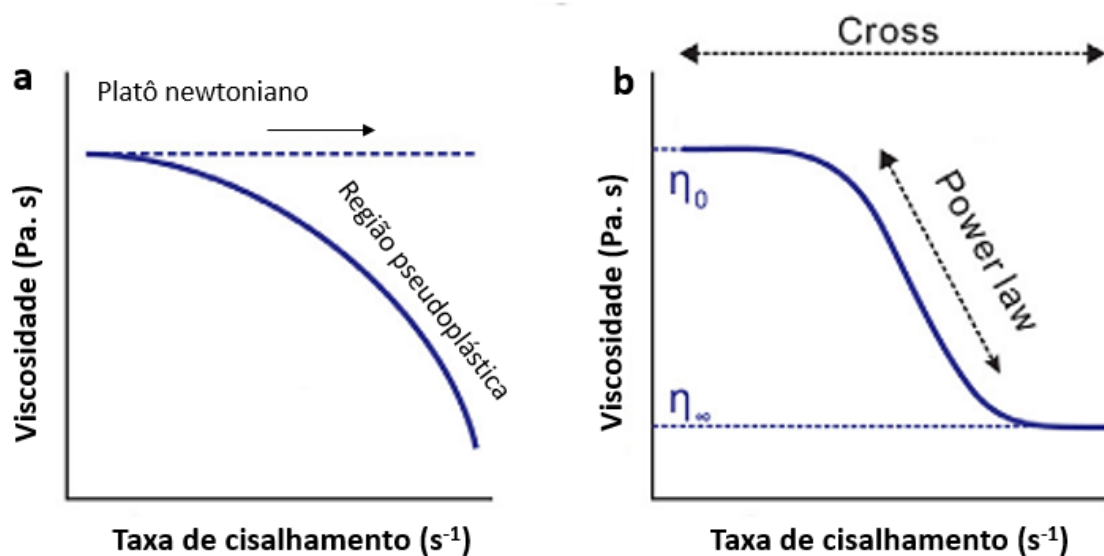 a
Platô newtoniano
Região pseudoplástica
Viscosidade (Pa. s)
Taxa de cisalhamento (s⁻¹)
Cross
b
η₀
Power law
η∞
Viscosidade (Pa. s)
Taxa de cisalhamento (s⁻¹)